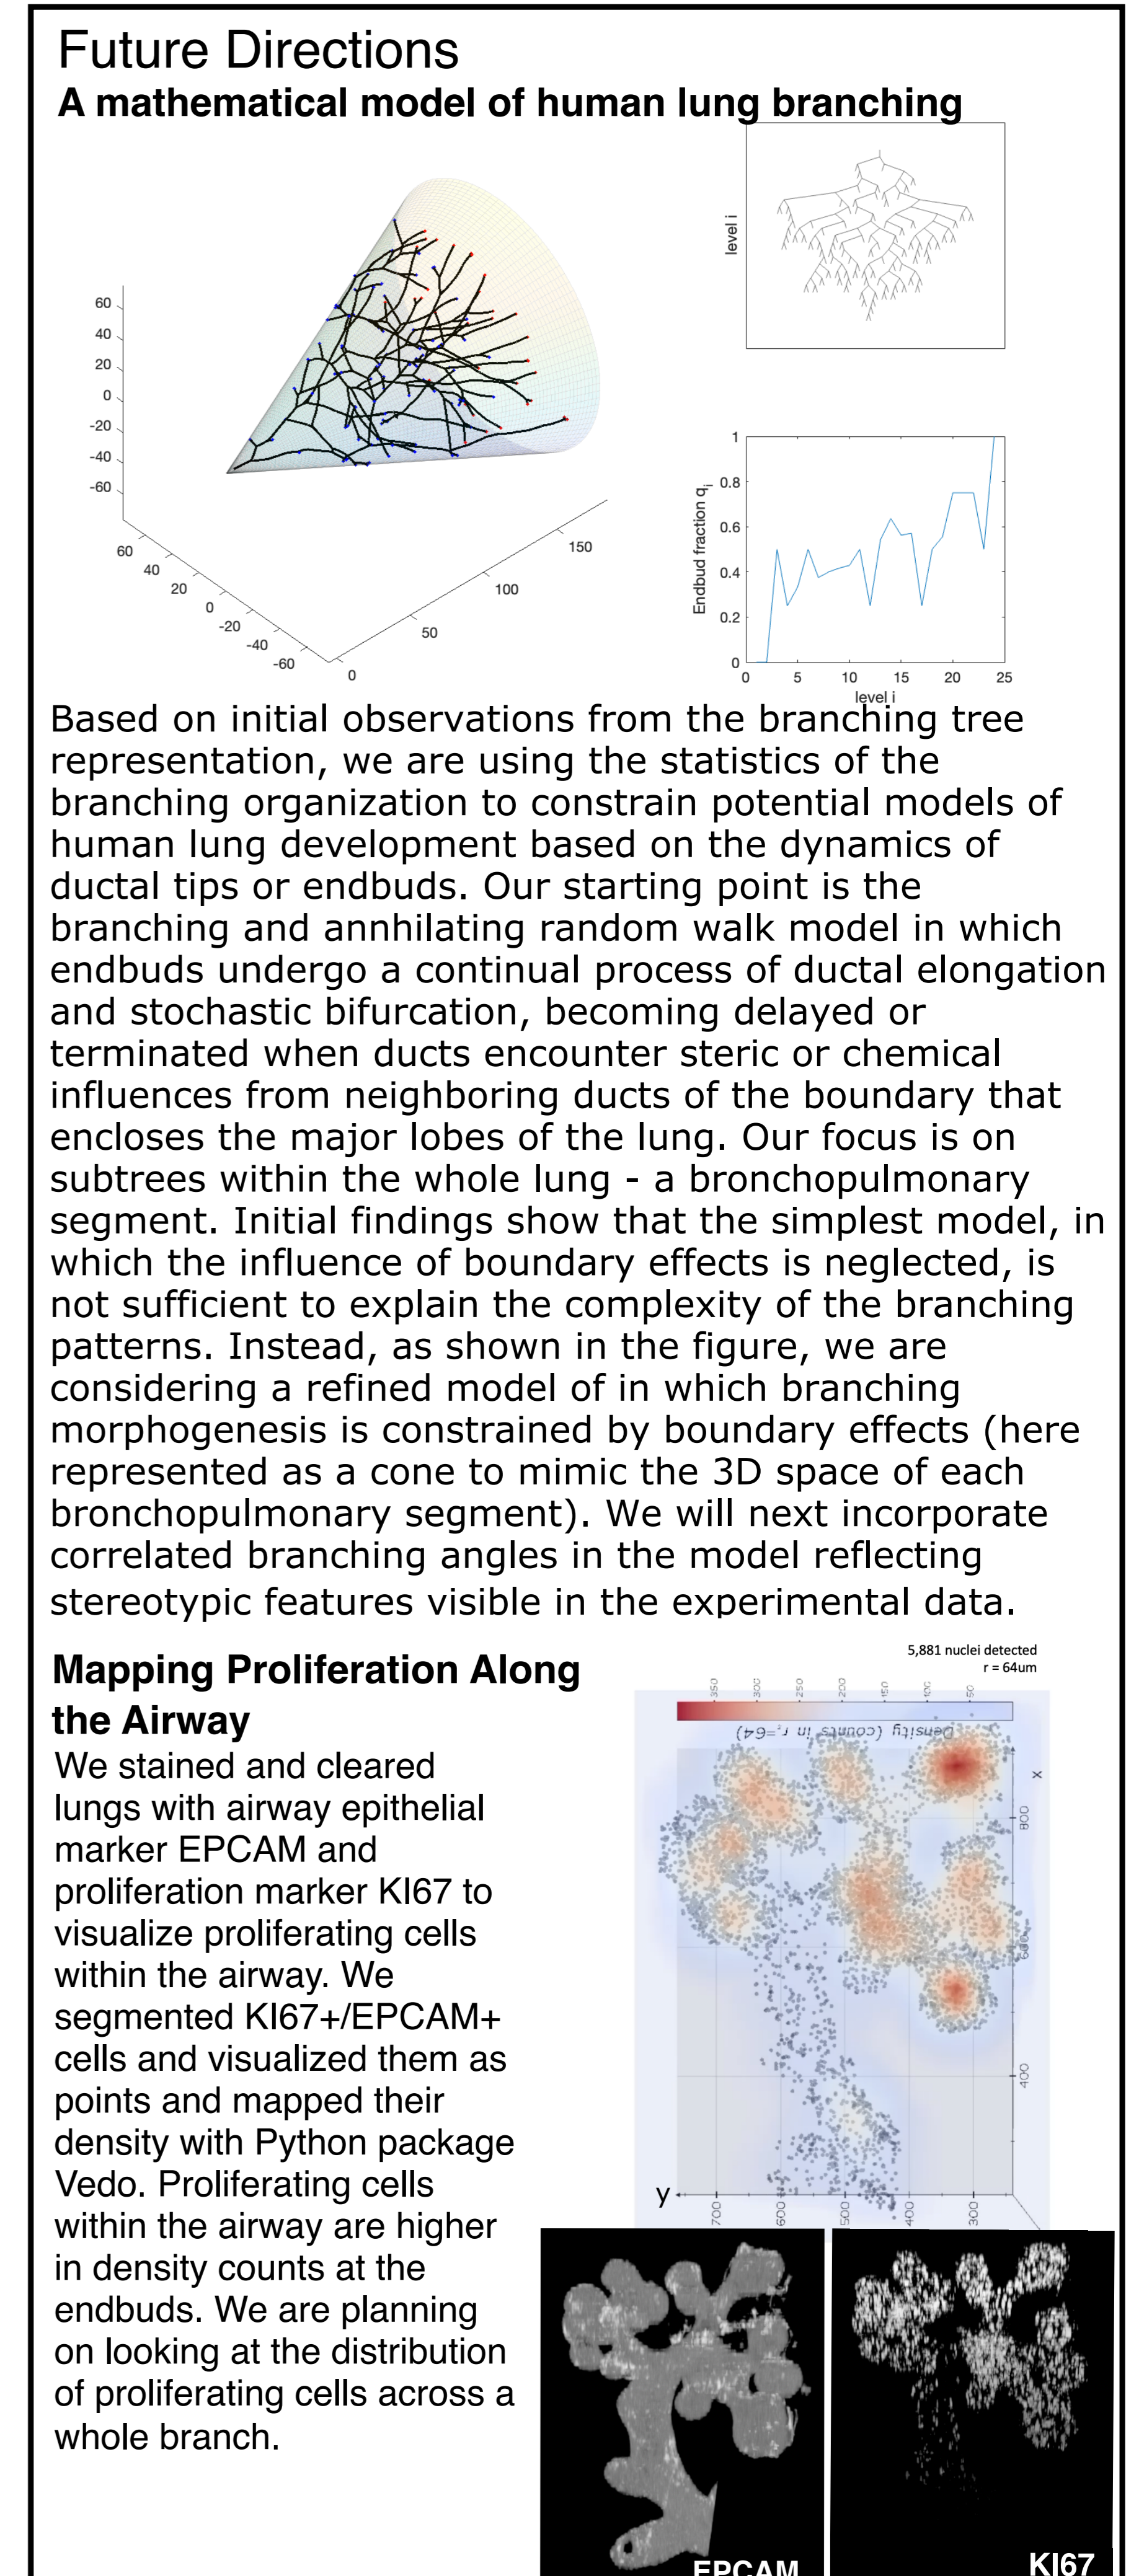 Future Directions
A mathematical model of human lung branching
60
40
20
0
-20
-40
-60
60
40
20
0
-20
-40
-60
0
50
100
150
level i
Endbud fraction qi
1
0.8
0.6
0.4
0.2
0
0 5 10 15 20 25
level i
Based on initial observations from the branching tree
representation, we are using the statistics of the
branching organization to constrain potential models of
human lung development based on the dynamics of
ductal tips or endbuds. Our starting point is the
branching and annhilating random walk model in which
endbuds undergo a continual process of ductal elongation
and stochastic bifurcation, becoming delayed or
terminated when ducts encounter steric or chemical
influences from neighboring ducts of the boundary that
encloses the major lobes of the lung. Our focus is on
subtrees within the whole lung - a bronchopulmonary
segment. Initial findings show that the simplest model, in
which the influence of boundary effects is neglected, is
not sufficient to explain the complexity of the branching
patterns. Instead, as shown in the figure, we are
considering a refined model of in which branching
morphogenesis is constrained by boundary effects (here
represented as a cone to mimic the 3D space of each
bronchopulmonary segment). We will next incorporate
correlated branching angles in the model reflecting
stereotypic features visible in the experimental data.
Mapping Proliferation Along
the Airway
We stained and cleared
lungs with airway epithelial
marker EPCAM and
proliferation marker KI67 to
visualize proliferating cells
within the airway. We
segmented KI67+/EPCAM+
cells and visualized them as
points and mapped their
density with Python package
Vedo. Proliferating cells
within the airway are higher
in density counts at the
endbuds. We are planning
on looking at the distribution
of proliferating cells across a
whole branch.
5,881 nuclei detected
r = 64um
350 300 250 200 150 100 50
Density (counts in r=64)
x
800
600
400
y
700 600 500 400 300
EPCAM
KI67